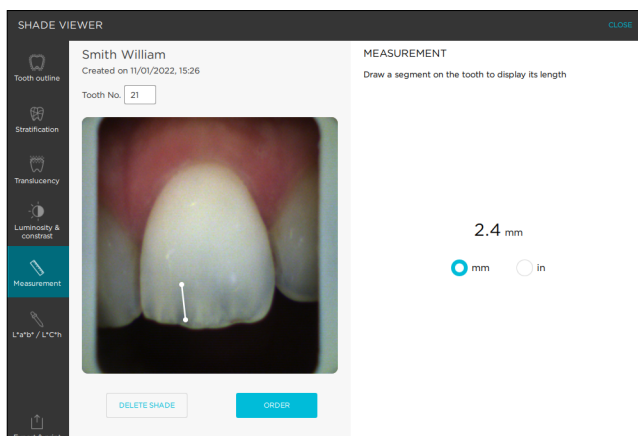 SHADE VIEWER
CLOSE
Tooth outline
Stratification
Translucency
Luminosity &
constrast
Measurement
L*a*b* / L*C*h
Smith William
Created on 11/01/2022, 15:26
Tooth No. 21
DELETE SHADE
ORDER
MEASUREMENT
Draw a segment on the tooth to display its length
2.4 mm
mm
in